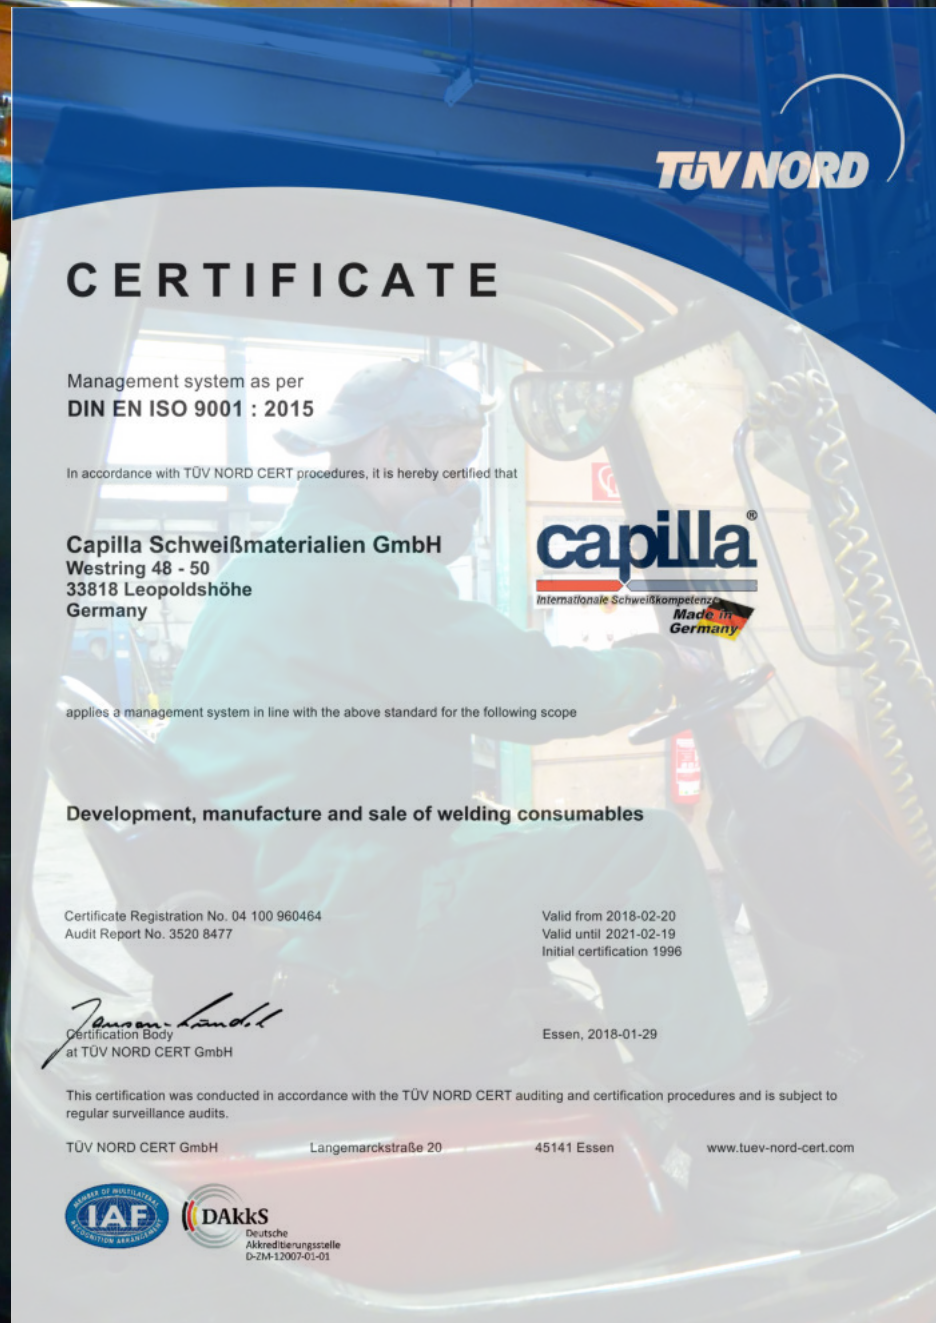 TÜV NORD
CERTIFICATE
Management system as per
DIN EN ISO 9001 : 2015
In accordance with TÜV NORD CERT procedures, it is hereby certified that
Capilla Schweißmaterialien GmbH
Westring 48 - 50
33818 Leopoldshöhe
Germany
capilla®
Internationale Schweißkompetenz
Made in
Germany
applies a management system in line with the above standard for the following scope
Development, manufacture and sale of welding consumables
Certificate Registration No. 04 100 960464
Audit Report No. 3520 8477
Valid from 2018-02-20
Valid until 2021-02-19
Initial certification 1996
Certification Body
at TÜV NORD CERT GmbH
Essen, 2018-01-29
This certification was conducted in accordance with the TÜV NORD CERT auditing and certification procedures and is subject to
regular surveillance audits.
TÜV NORD CERT GmbH Langemarckstraße 20 45141 Essen www.tuev-nord-cert.com
MEMBER OF MULTILATERAL
IAF
RECOGNITION ARRANGEMENT
DAkkS
Deutsche
Akkreditierungsstelle
D-ZM-12007-01-01